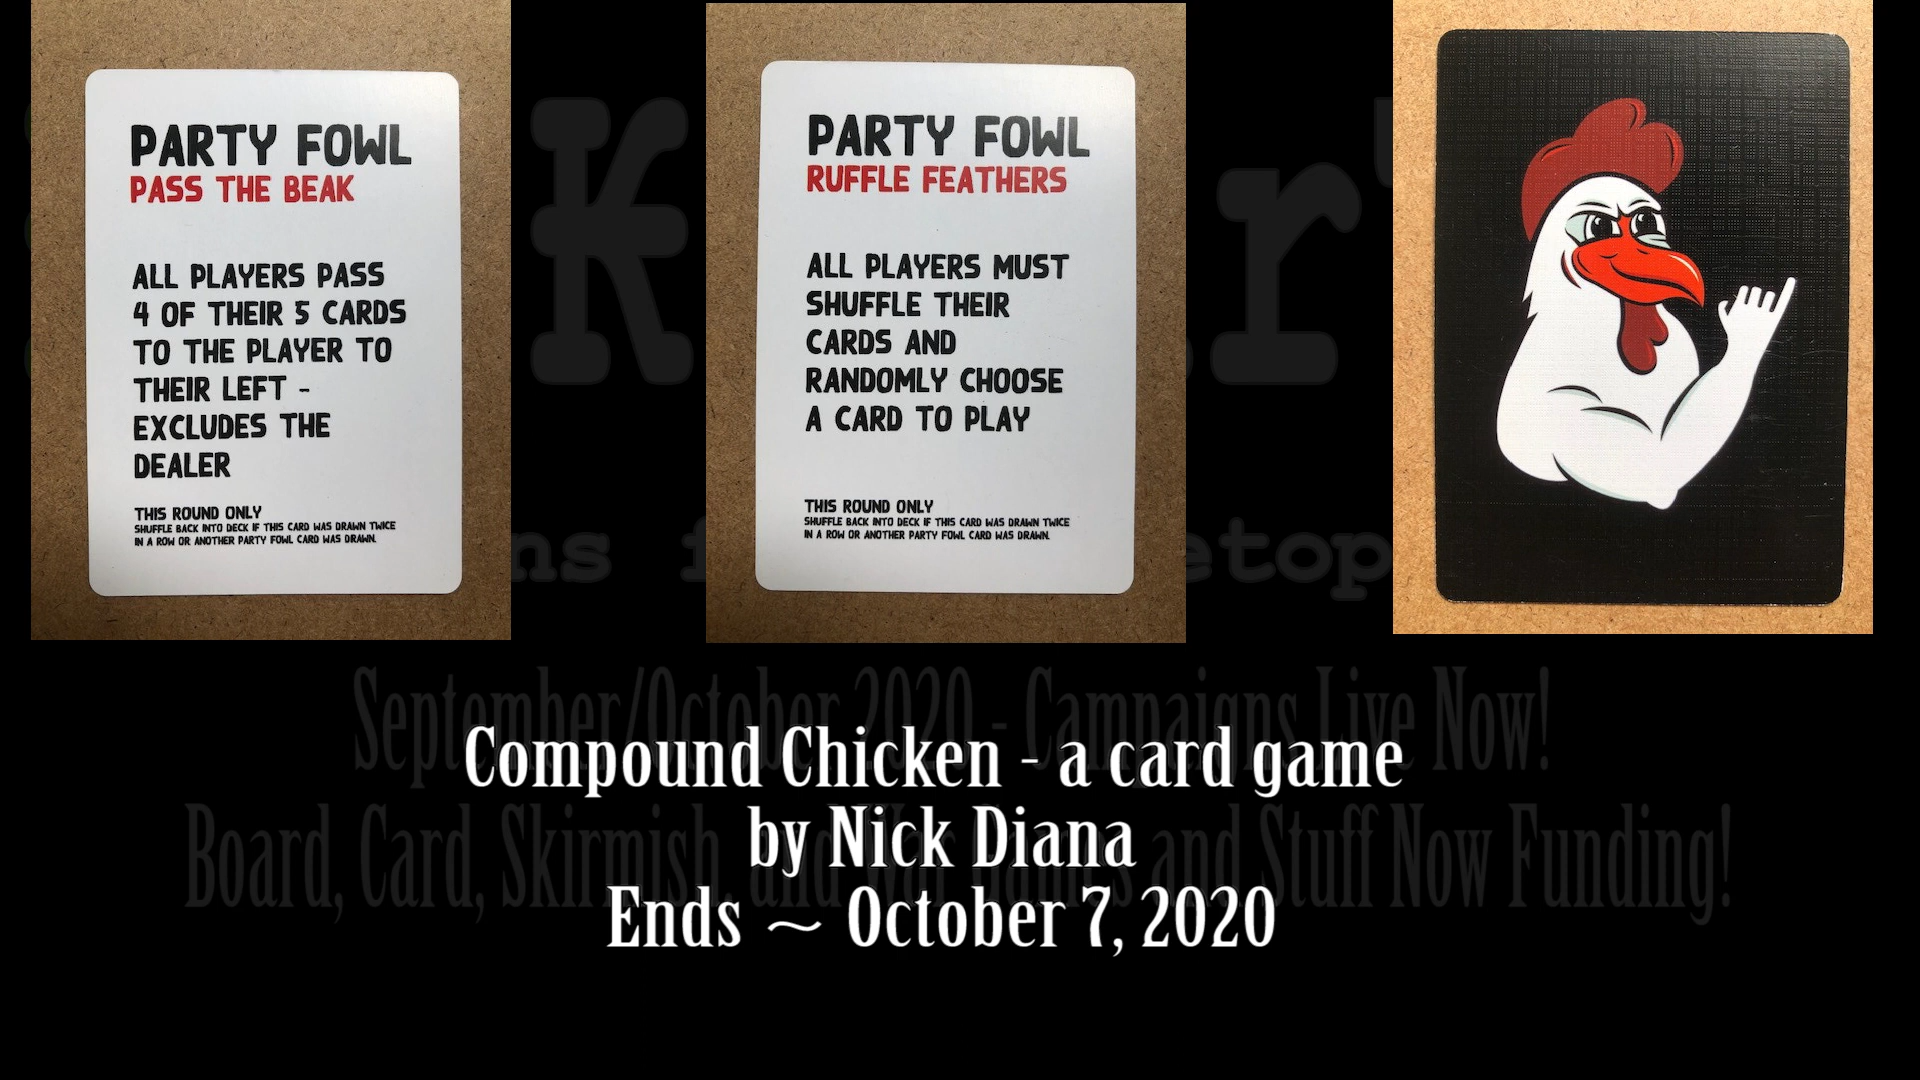 PARTY FOWL
PASS THE BEAK
ALL PLAYERS PASS
4 OF THEIR 5 CARDS
TO THE PLAYER TO
THEIR LEFT -
EXCLUDES THE
DEALER
THIS ROUND ONLY
SHUFFLE BACK INTO DECK IF THIS CARD WAS DRAWN TWICE
IN A ROW OR ANOTHER PARTY FOWL CARD WAS DRAWN.
PARTY FOWL
RUFFLE FEATHERS
ALL PLAYERS MUST
SHUFFLE THEIR
CARDS AND
RANDOMLY CHOOSE
A CARD TO PLAY
THIS ROUND ONLY
SHUFFLE BACK INTO DECK IF THIS CARD WAS DRAWN TWICE
IN A ROW OR ANOTHER PARTY FOWL CARD WAS DRAWN.
September/October 2020 - Campaigns Live Now!
Compound Chicken - a card game
by Nick Diana
Board, Card, Skirmish, and War Games and Stuff Now Funding!
Ends ~ October 7, 2020